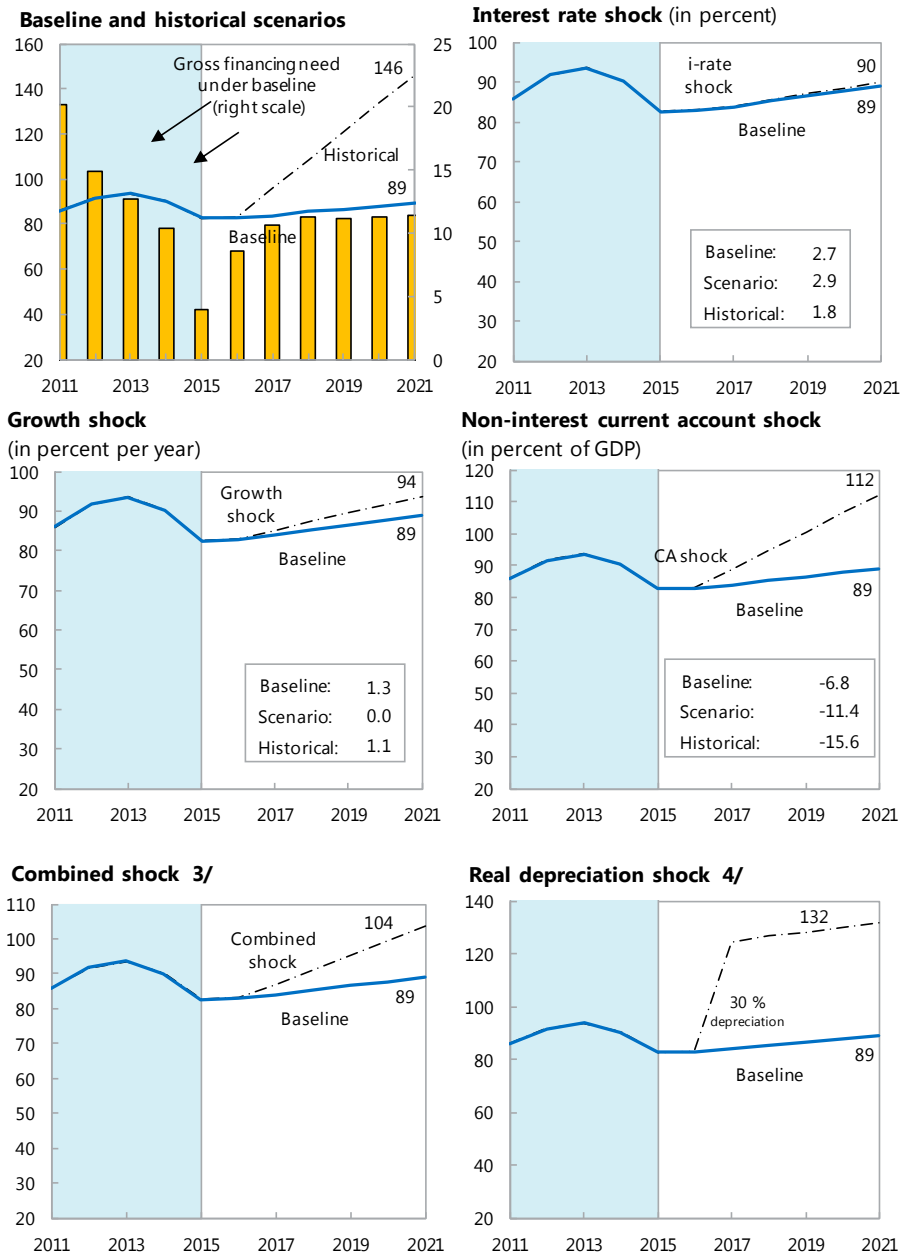 Baseline and historical scenarios
160
140
120
100
80
60
40
20
25
20
15
10
5
0
Gross financing need
under baseline
(right scale)
146
Historical
89
Baseline
2011 2013 2015 2017 2019 2021
Interest rate shock (in percent)
100
90
80
70
60
50
40
30
20
i-rate
shock
90
89
Baseline
Baseline: 2.7
Scenario: 2.9
Historical: 1.8
2011 2013 2015 2017 2019 2021
Growth shock
(in percent per year)
100
90
80
70
60
50
40
30
20
Growth
shock
94
89
Baseline
Baseline: 1.3
Scenario: 0.0
Historical: 1.1
2011 2013 2015 2017 2019 2021
Non-interest current account shock
(in percent of GDP)
120
110
100
90
80
70
60
50
40
30
20
112
CA shock
89
Baseline
Baseline: -6.8
Scenario: -11.4
Historical: -15.6
2011 2013 2015 2017 2019 2021
Combined shock 3/
110
100
90
80
70
60
50
40
30
20
Combined
shock
104
89
Baseline
2011 2013 2015 2017 2019 2021
Real depreciation shock 4/
140
120
100
80
60
40
20
132
30 %
depreciation
89
Baseline
2011 2013 2015 2017 2019 2021